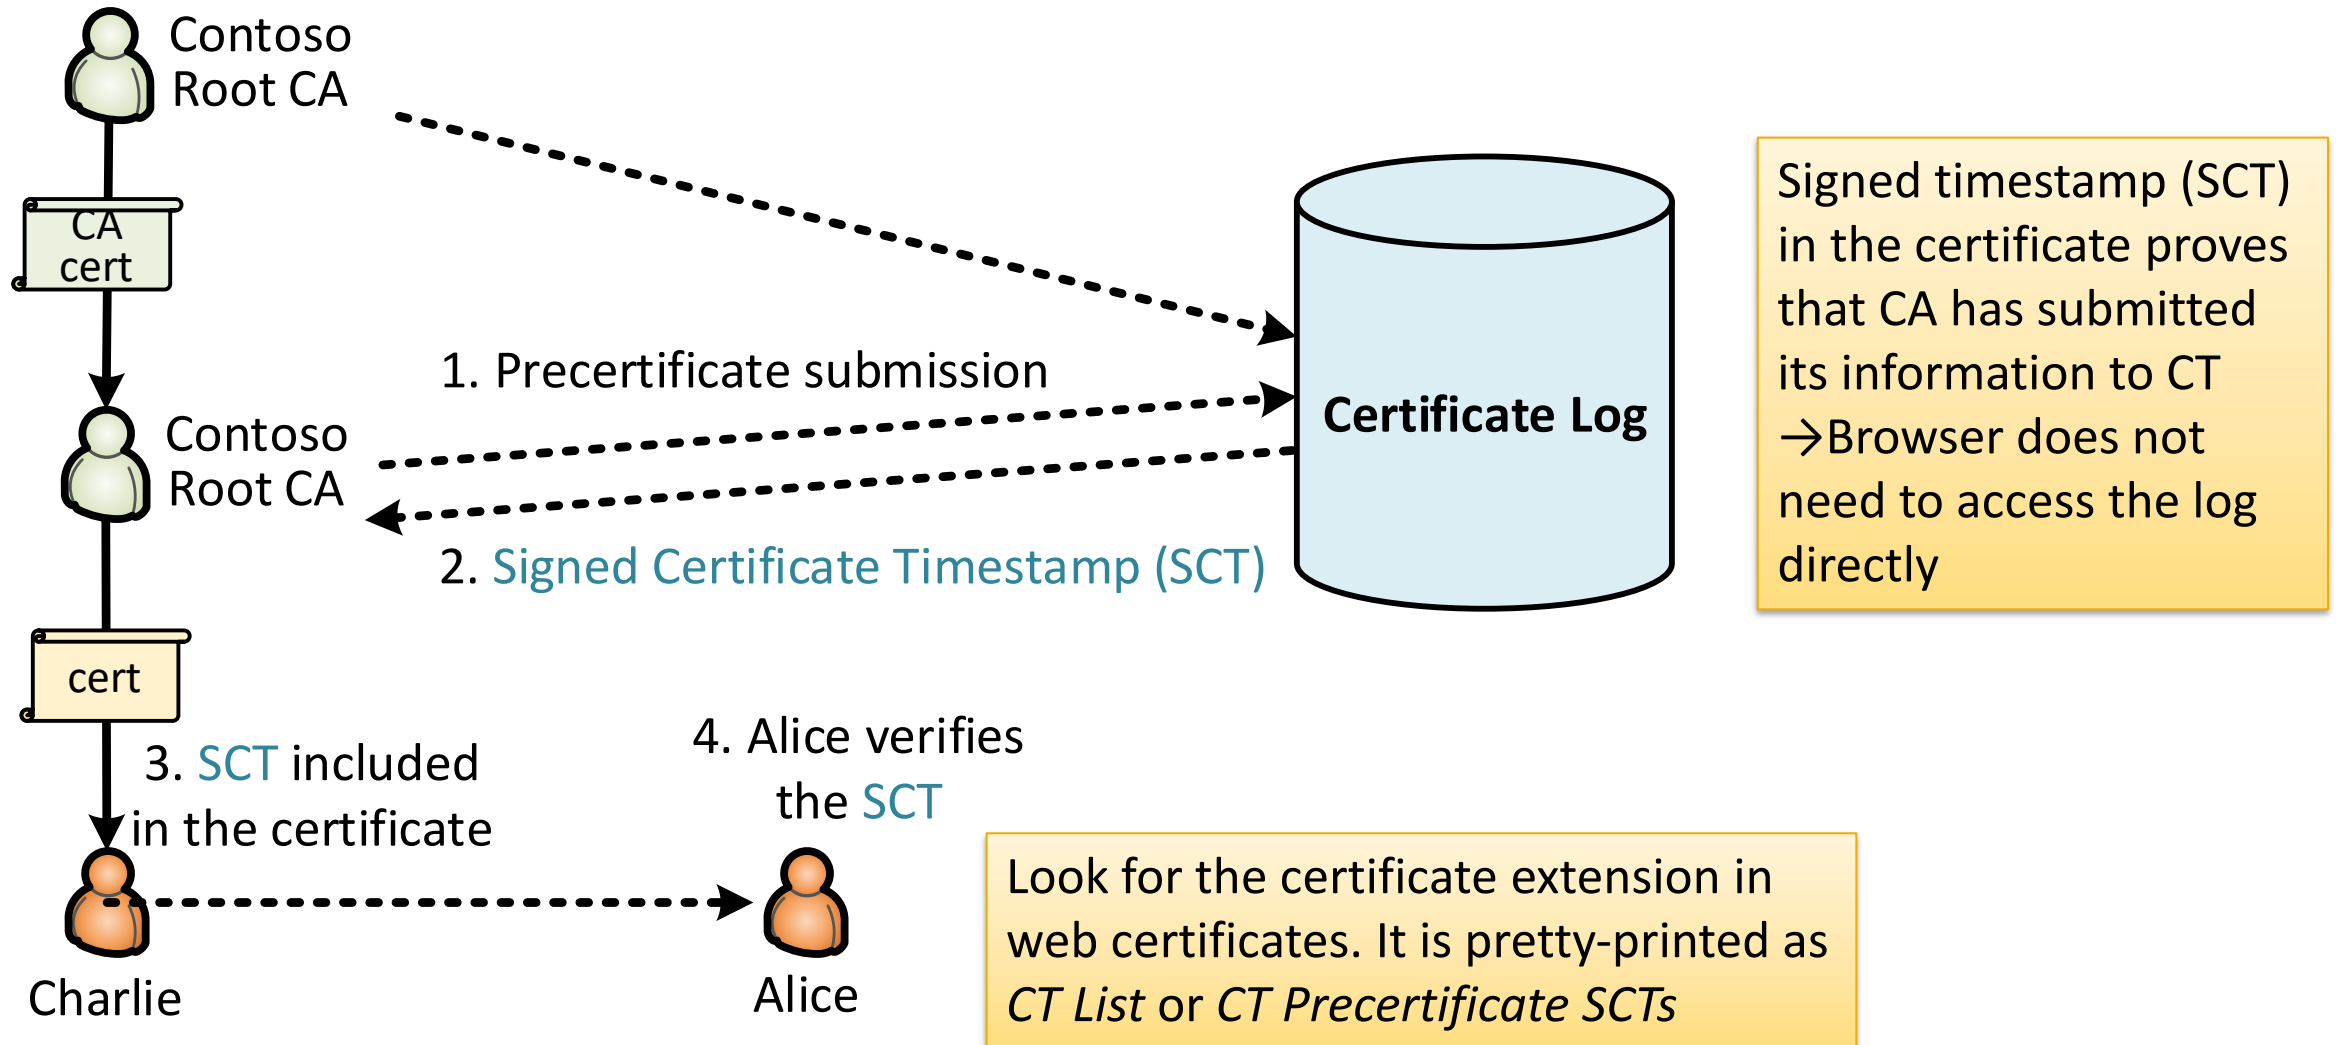 Contoso
Root CA
CA
cert
Contoso
Root CA
1. Precertificate submission
2. Signed Certificate Timestamp (SCT)
Certificate Log
Signed timestamp (SCT)
in the certificate proves
that CA has submitted
its information to CT
→Browser does not
need to access the log
directly
cert
3. SCT included
in the certificate
4. Alice verifies
the SCT
Charlie
Alice
Look for the certificate extension in
web certificates. It is pretty-printed as
CT List or CT Precertificate SCTs